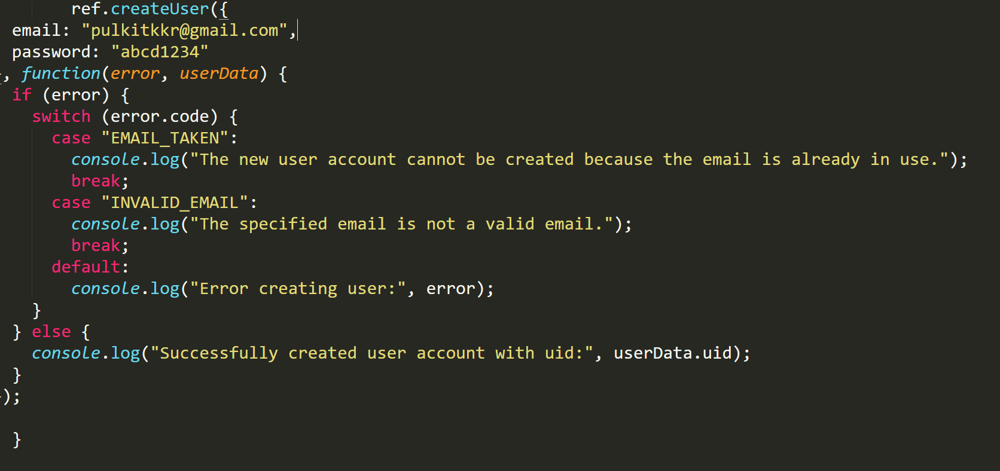 ref.createUser({
email: "pulkitkkr@gmail.com",
password: "abcd1234"
, function(error, userData) {
if (error) {
switch (error.code) {
case "EMAIL_TAKEN":
console.log("The new user account cannot be created because the email is already in use.");
break;
case "INVALID_EMAIL":
console.log("The specified email is not a valid email.");
break;
default:
console.log("Error creating user:", error);
}
} else {
console.log("Successfully created user account with uid:", userData.uid);
}
);
}